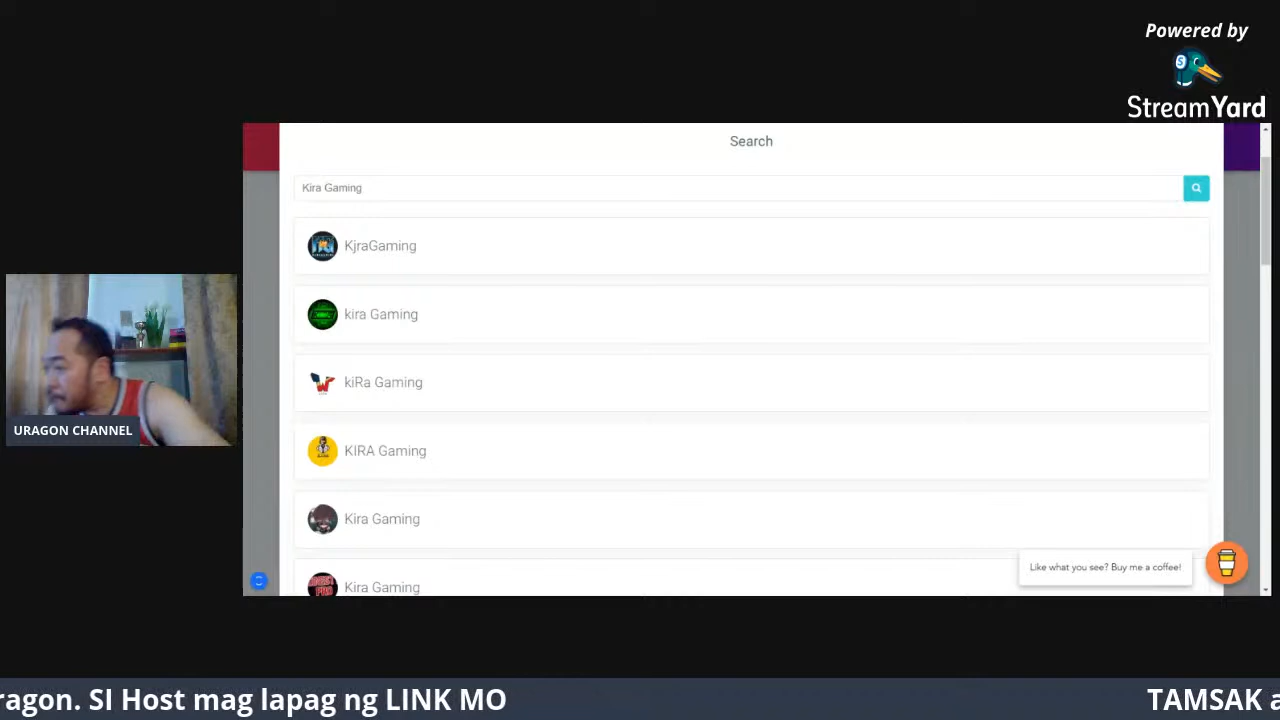 Powered by
StreamYard
Search
Kira Gaming
KjraGaming
kira Gaming
kiRa Gaming
KIRA Gaming
Kira Gaming
Kira Gaming
Like what you see? Buy me a coffee!
URAGON CHANNEL
ragon. SI Host mag lapag ng LINK MO
TAMSAK a